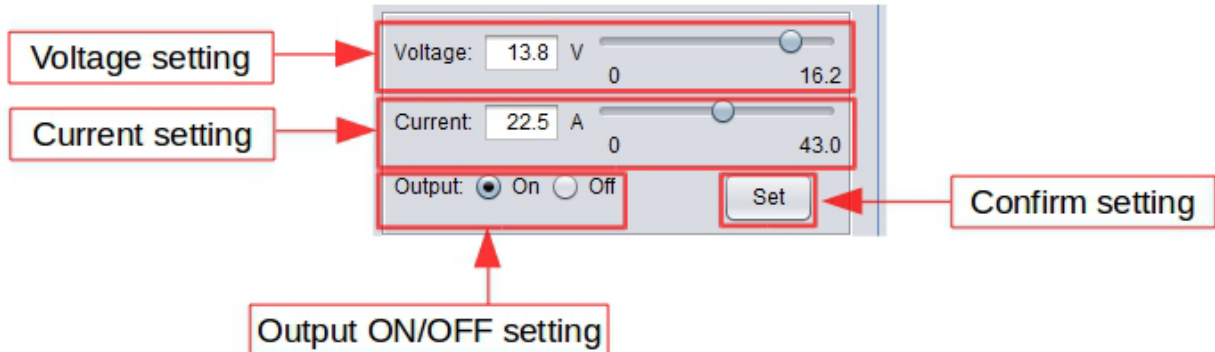 Voltage setting
Voltage: 13.8 V
0 16.2
Current setting
Current: 22.5 A
0 43.0
Output: On Off
Set
Confirm setting
Output ON/OFF setting